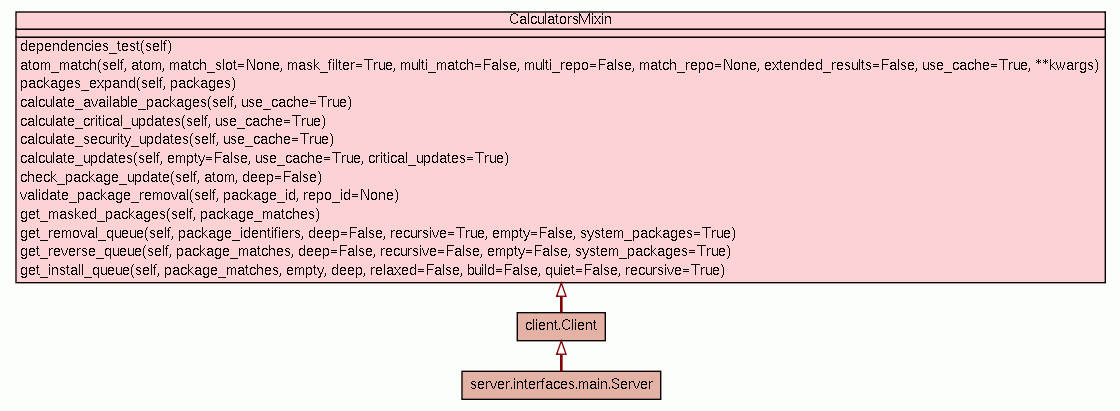 CalculatorsMixin
dependencies_test(self)
atom_match(self, atom, match_slot=None, mask_filter=True, multi_match=False, multi_repo=False, match_repo=None, extended_results=False, use_cache=True, **kwargs)
packages_expand(self, packages)
calculate_available_packages(self, use_cache=True)
calculate_critical_updates(self, use_cache=True)
calculate_security_updates(self, use_cache=True)
calculate_updates(self, empty=False, use_cache=True, critical_updates=True)
check_package_update(self, atom, deep=False)
validate_package_removal(self, package_id, repo_id=None)
get_masked_packages(self, package_matches)
get_removal_queue(self, package_identifiers, deep=False, recursive=True, empty=False, system_packages=True)
get_reverse_queue(self, package_matches, deep=False, recursive=False, empty=False, system_packages=True)
get_install_queue(self, package_matches, empty, deep, relaxed=False, build=False, quiet=False, recursive=True)
client.Client
server.interfaces.main.Server